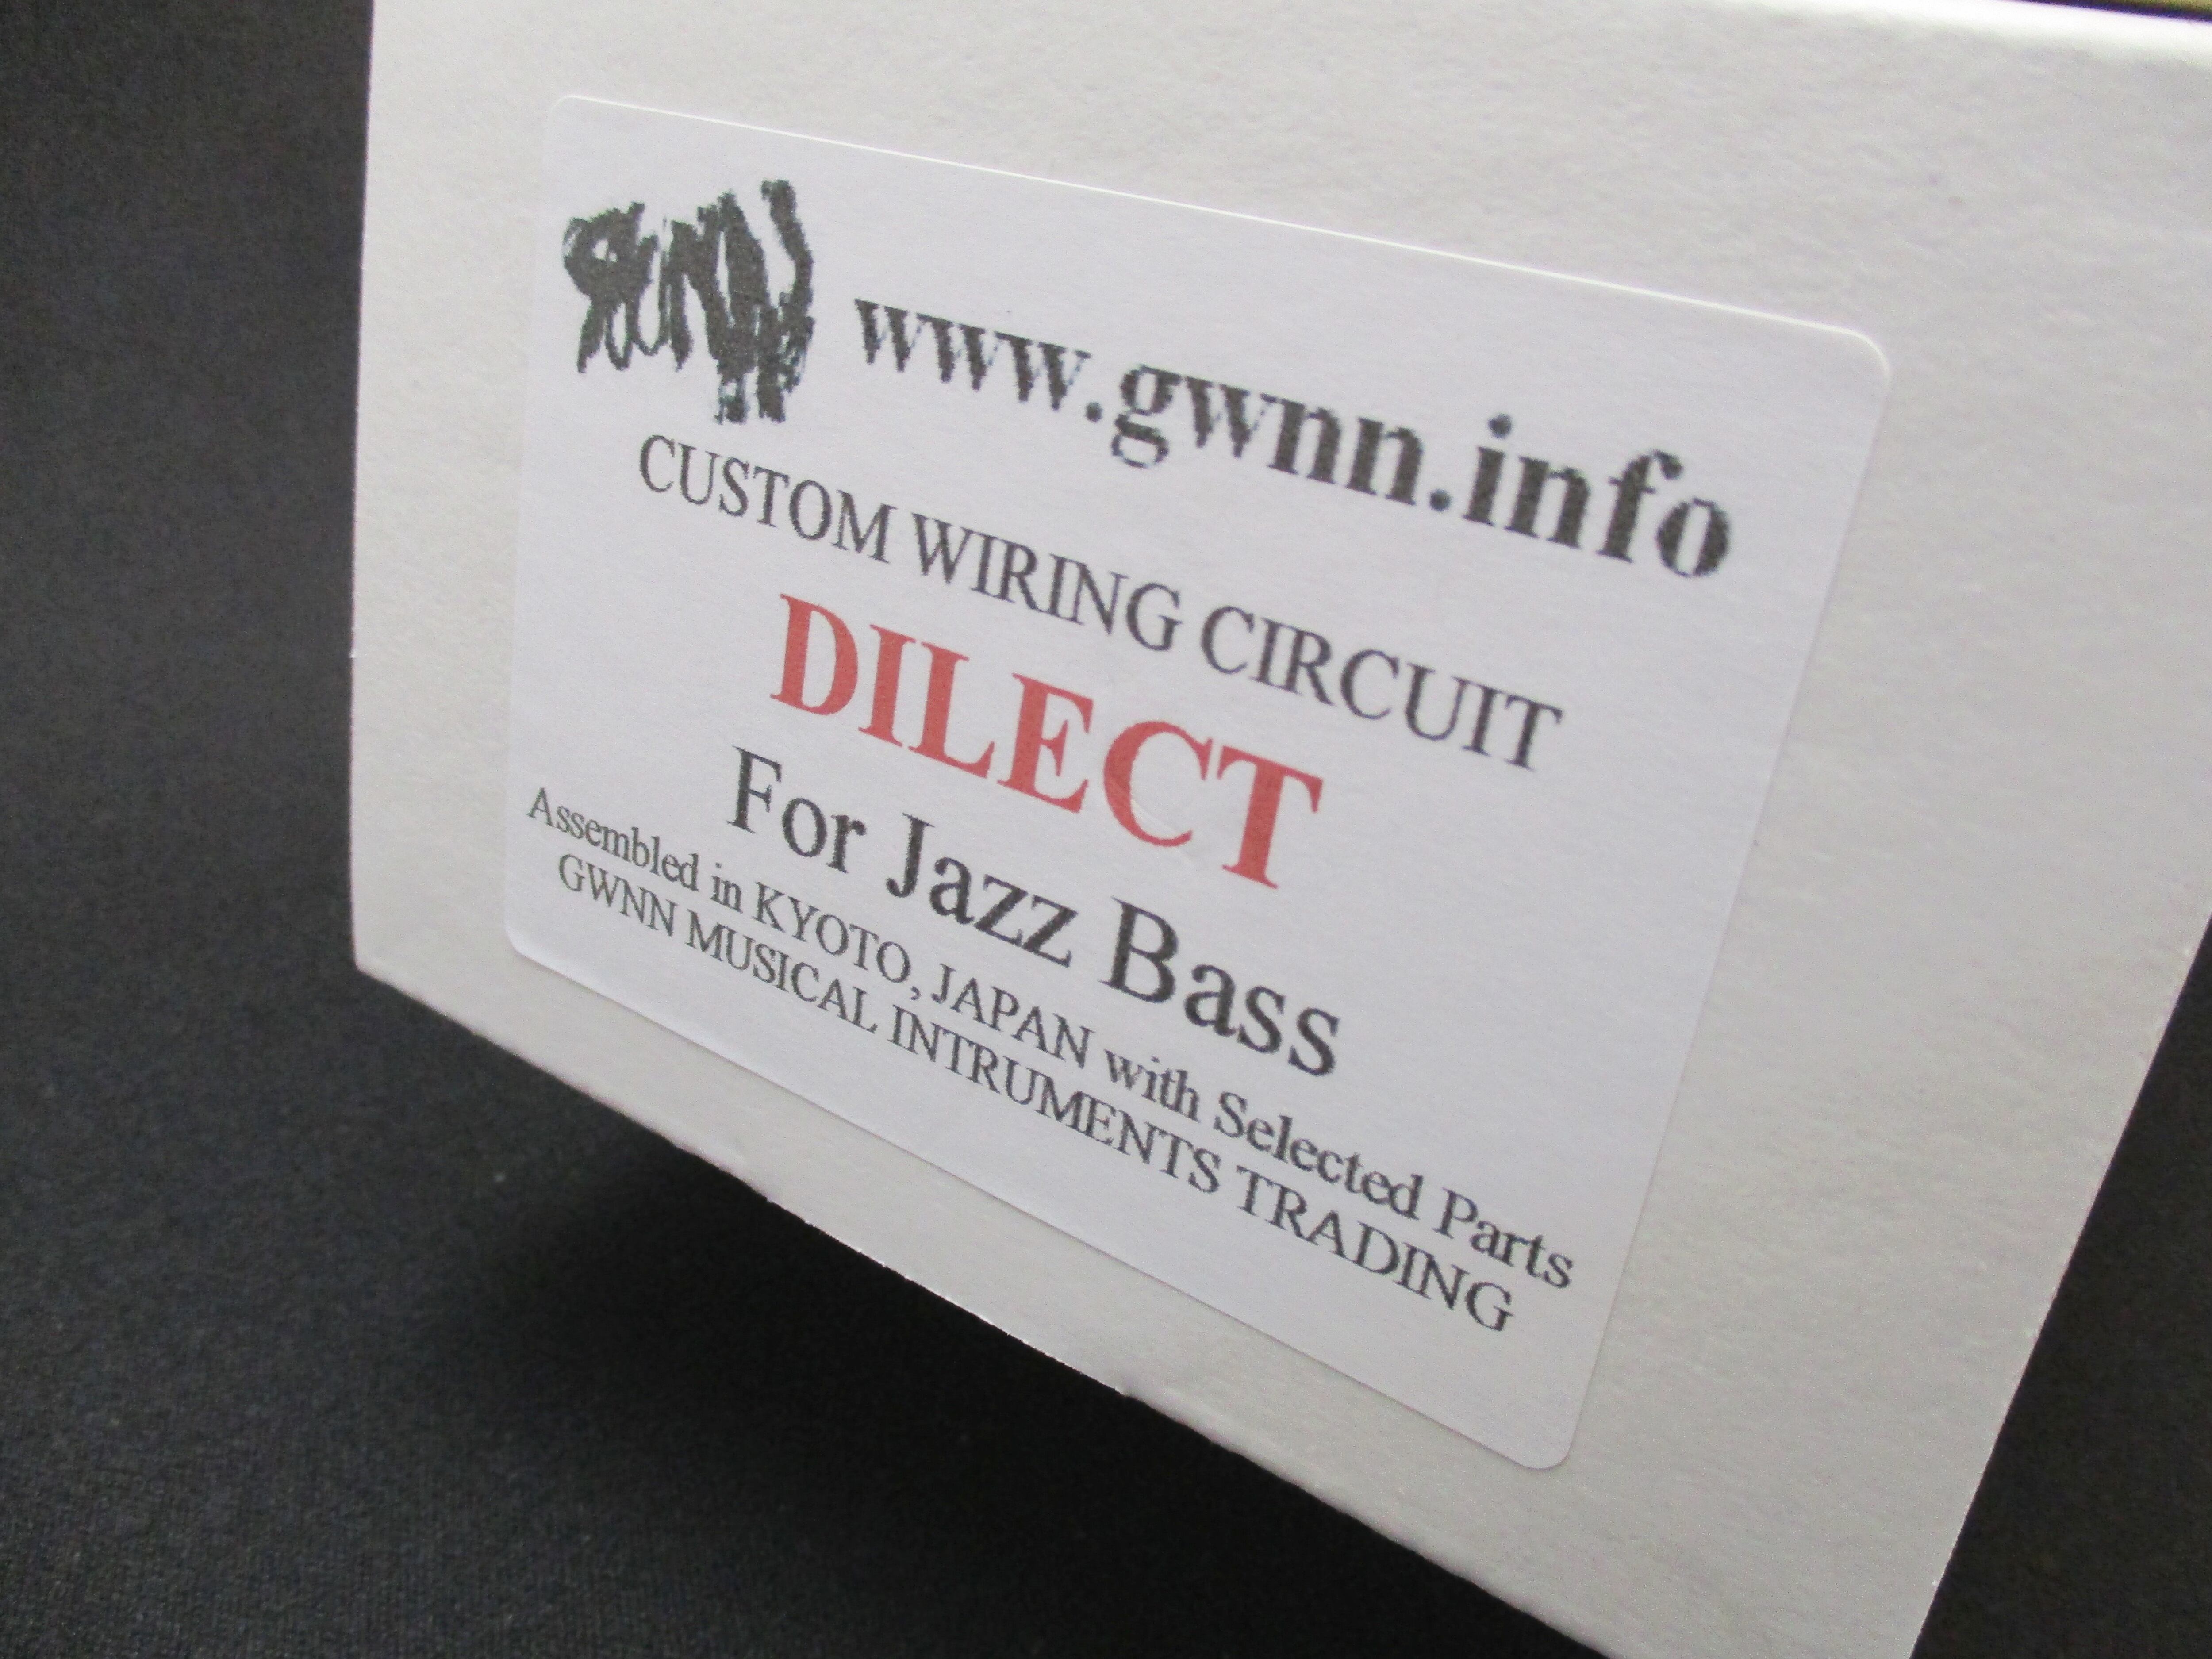 www.gwnn.info
CUSTOM WIRING CIRCUIT
DILECT
For Jazz Bass
Assembled in KYOTO, JAPAN with Selected Parts
GWNN MUSICAL INTRUMENTS TRADING